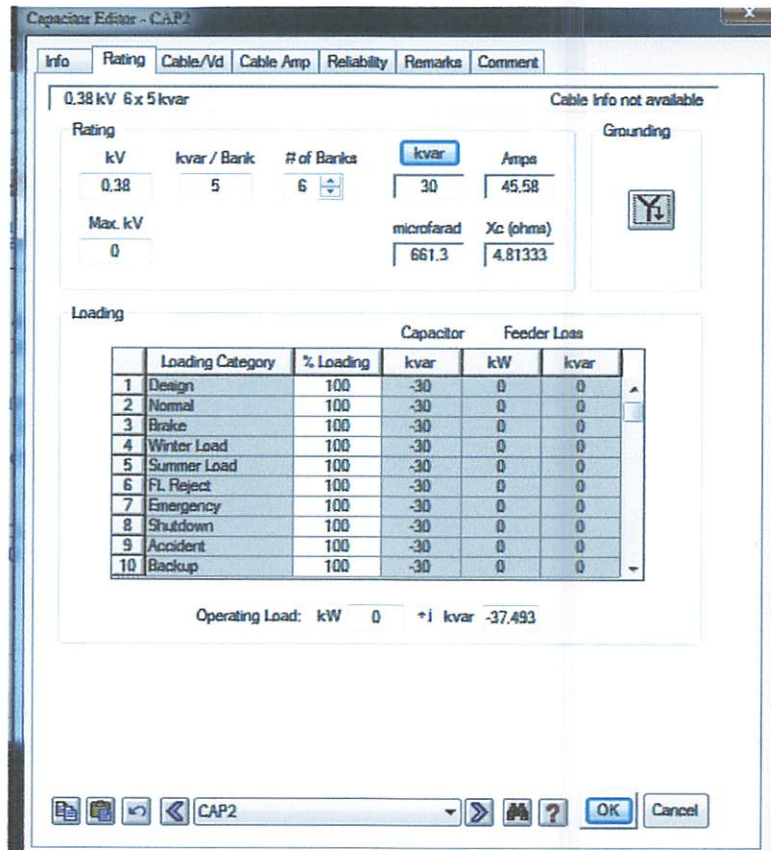 Capacitor Editor - CAP2
Info Rating Cable/Vd Cable Amp Reliability Remarks Comment
0.38 kV 6 x 5 kvar Cable Info not available
Rating
Grounding
kV kvar / Bank # of Banks kvar Amps
0.38 5 6 30 45.58
Max. kV microfarad Xc (ohms)
0 661.3 4.81333
Loading
Capacitor Feeder Loss
Loading Category % Loading kvar kW kvar
1 Design 100 -30 0 0
2 Normal 100 -30 0 0
3 Brake 100 -30 0 0
4 Winter Load 100 -30 0 0
5 Summer Load 100 -30 0 0
6 FL Reject 100 -30 0 0
7 Emergency 100 -30 0 0
8 Shutdown 100 -30 0 0
9 Accident 100 -30 0 0
10 Backup 100 -30 0 0
Operating Load: kW 0 +j kvar -37.493
CAP2 ? OK Cancel